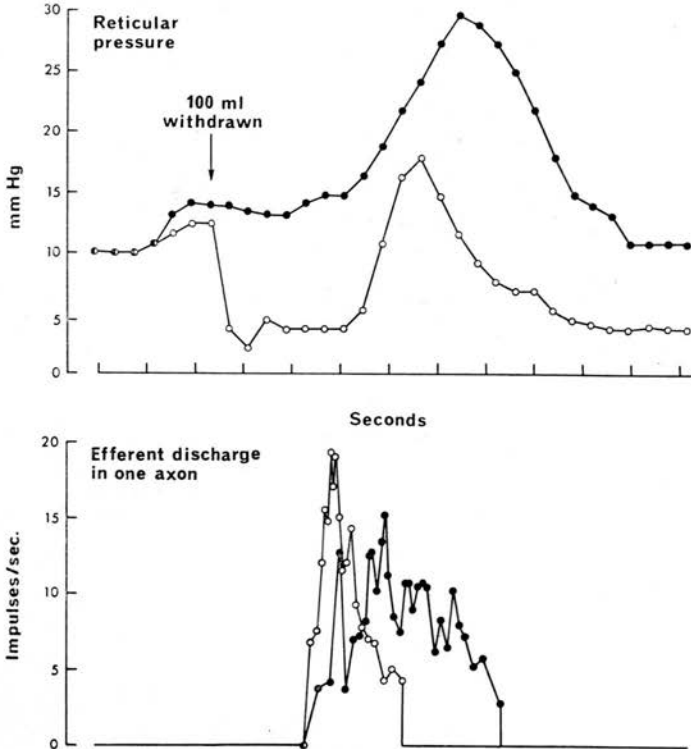 30
Reticular
pressure
25
100 ml
withdrawn
20
mm Hg
15
10
5
0
Seconds
20
Efferent discharge
in one axon
15
Impulses/sec.
10
5
0